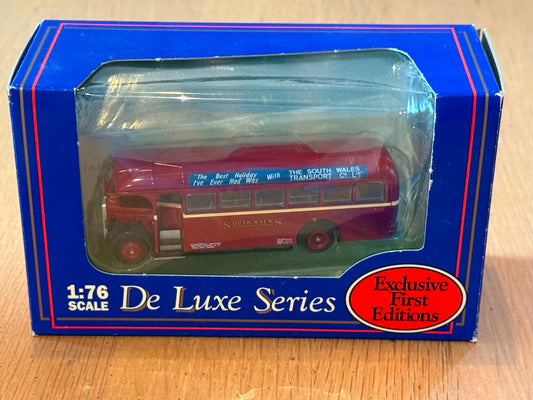 "The Best Holiday
I've Ever Had Was With
THE SOUTH WALES
TRANSPORT Co. Ltd"
SOUTH WALES
1:76
SCALE
De Luxe Series
Exclusive
First
Editions